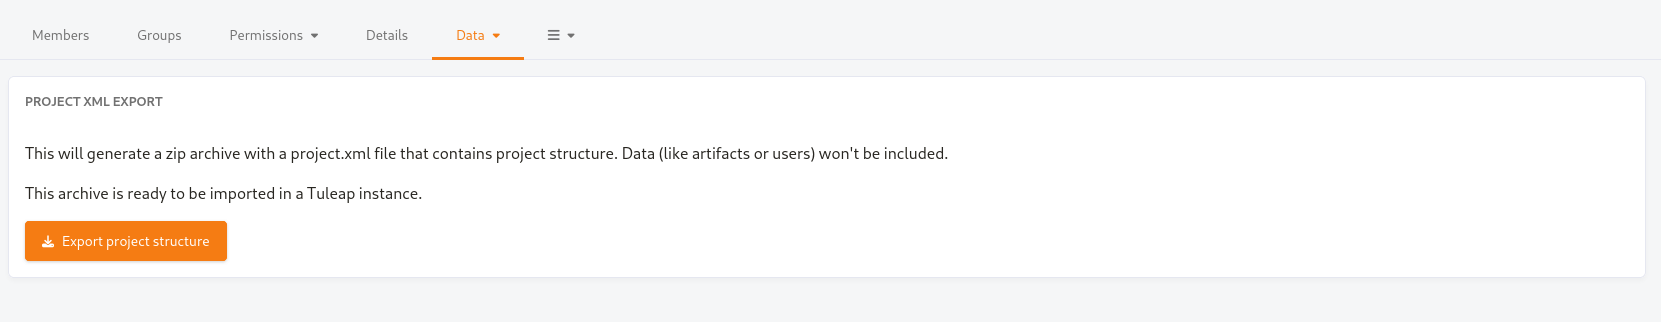 Members Groups Permissions Details Data
PROJECT XML EXPORT
This will generate a zip archive with a project.xml file that contains project structure. Data (like artifacts or users) won't be included.
This archive is ready to be imported in a Tuleap instance.
Export project structure